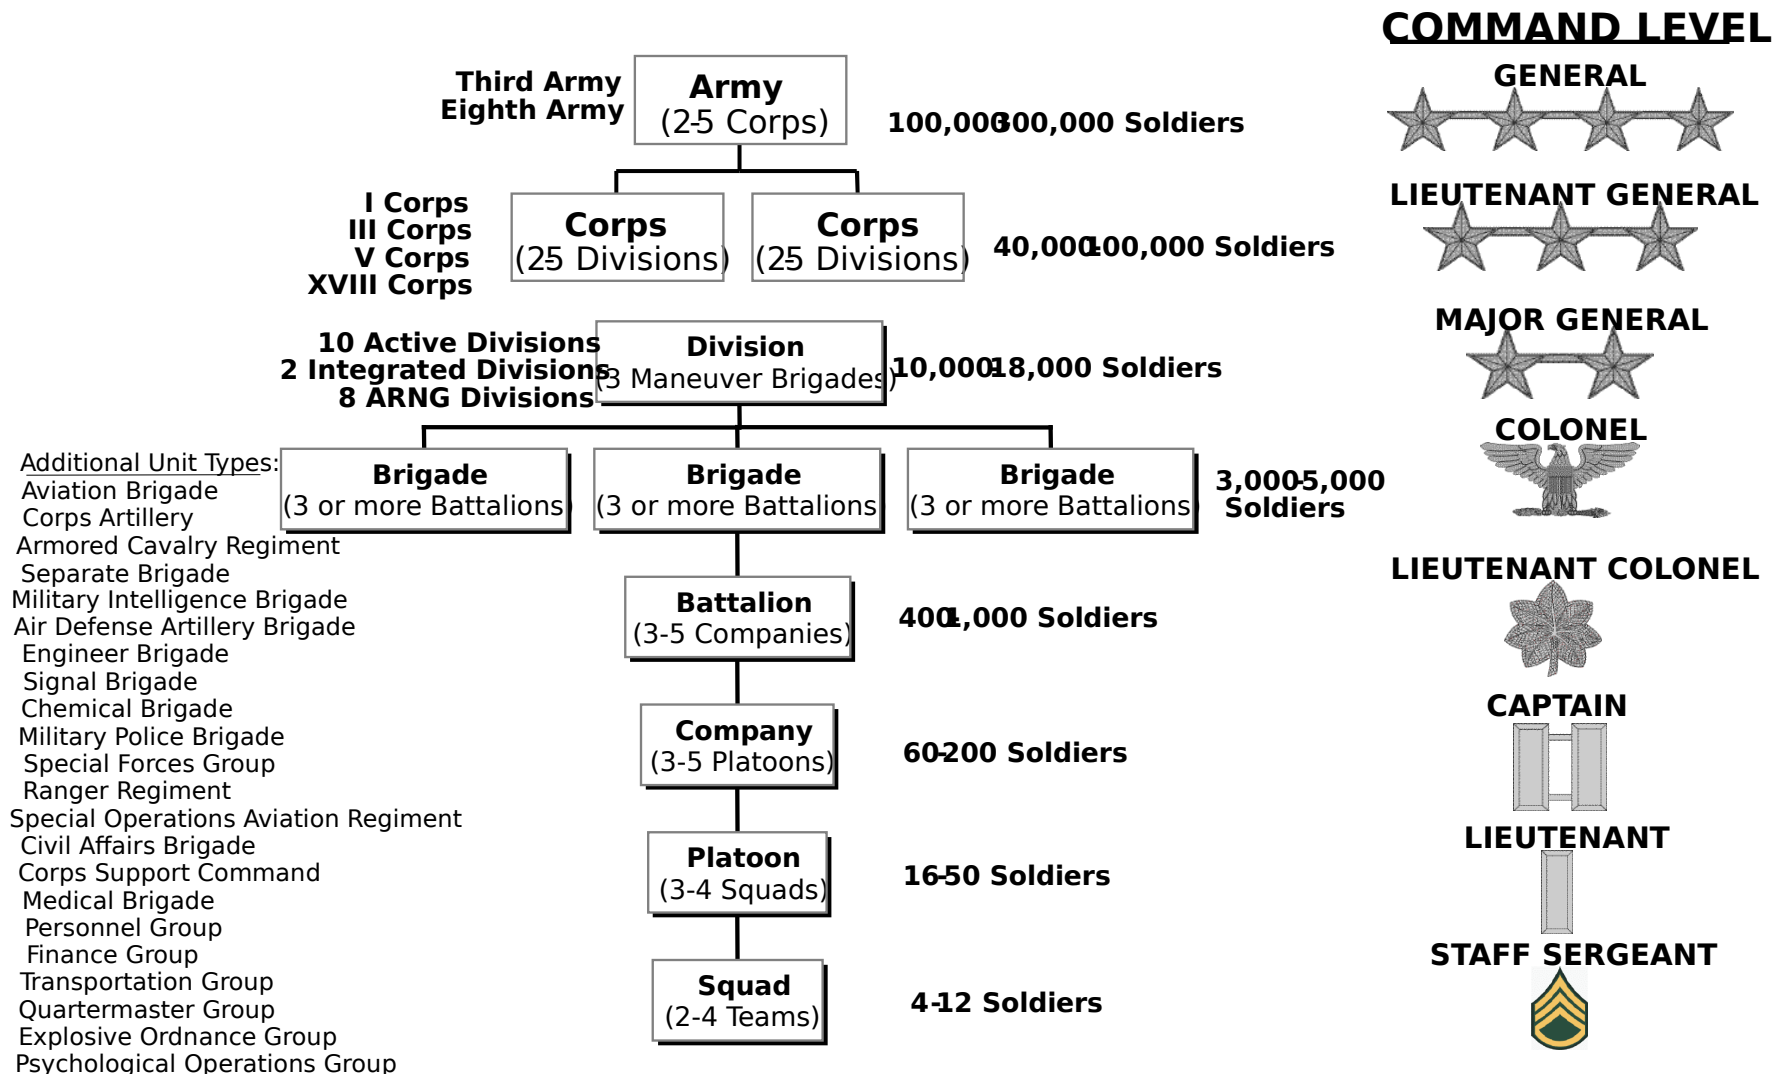 COMMAND LEVEL
Third Army
Eighth Army
Army
(2-5 Corps)
100,000-300,000 Soldiers
GENERAL
I Corps
III Corps
V Corps
XVIII Corps
Corps
(25 Divisions)
Corps
(25 Divisions)
40,000-100,000 Soldiers
LIEUTENANT GENERAL
10 Active Divisions
2 Integrated Divisions
8 ARNG Divisions
Division
(3 Maneuver Brigades)
10,000-18,000 Soldiers
MAJOR GENERAL
Brigade
(3 or more Battalions)
Brigade
(3 or more Battalions)
Brigade
(3 or more Battalions)
3,000-5,000
Soldiers
COLONEL
Additional Unit Types:
Aviation Brigade
Corps Artillery
Armored Cavalry Regiment
Separate Brigade
Military Intelligence Brigade
Air Defense Artillery Brigade
Engineer Brigade
Signal Brigade
Chemical Brigade
Military Police Brigade
Special Forces Group
Ranger Regiment
Special Operations Aviation Regiment
Civil Affairs Brigade
Corps Support Command
Medical Brigade
Personnel Group
Finance Group
Transportation Group
Quartermaster Group
Explosive Ordnance Group
Psychological Operations Group
Battalion
(3-5 Companies)
400-1,000 Soldiers
LIEUTENANT COLONEL
Company
(3-5 Platoons)
60-200 Soldiers
CAPTAIN
Platoon
(3-4 Squads)
16-50 Soldiers
LIEUTENANT
Squad
(2-4 Teams)
4-12 Soldiers
STAFF SERGEANT